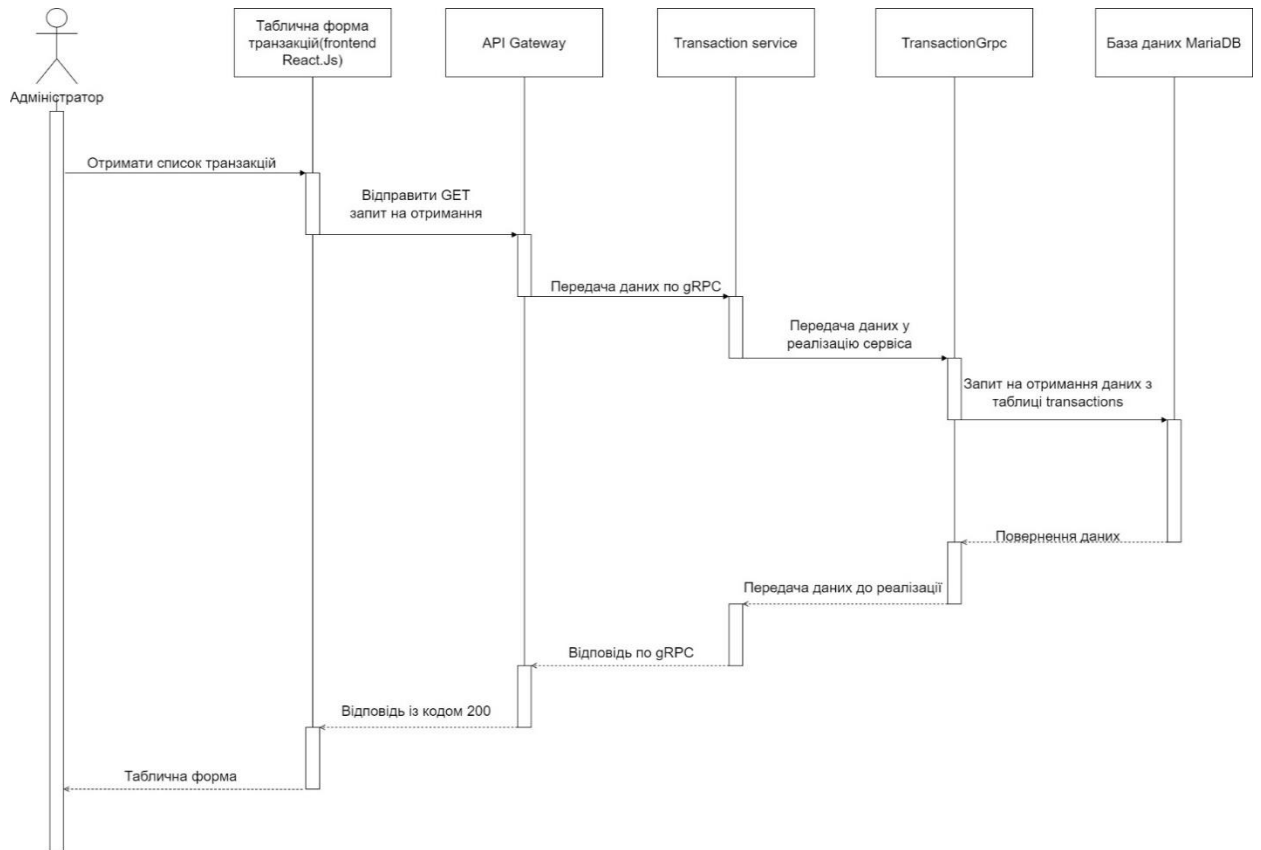 Таблична форма
транзакцій(frontend
React.Js)
API Gateway
Transaction service
TransactionGrpc
База даних MariaDB
Адміністратор
Отримати список транзакцій
Відправити GET
запит на отримання
Передача даних по gRPC
Передача даних у
реалізацію сервіса
Запит на отримання даних з
таблиці transactions
Повернення даних
Передача даних до реалізації
Відповідь по gRPC
Відповідь із кодом 200
Таблична форма